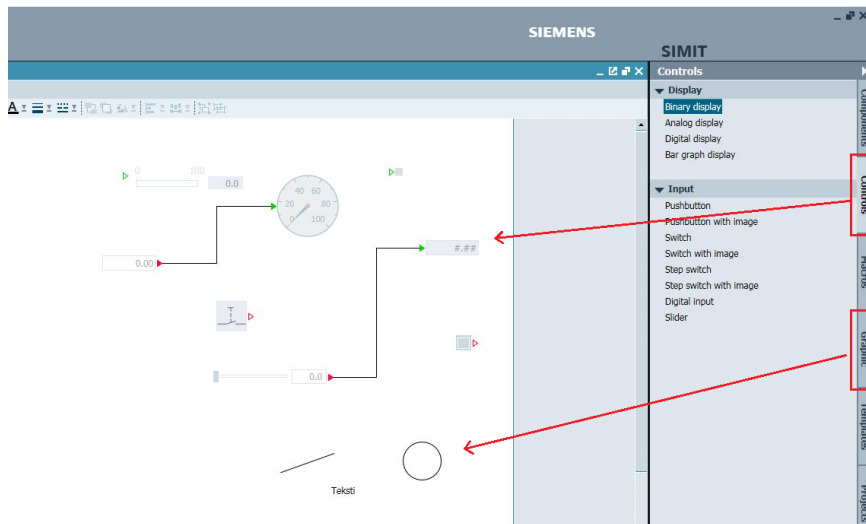 SIEMENS
SIMIT
Controls
A
Display
Binary display
Analog display
Digital display
Bar graph display
Input
Pushbutton
Pushbutton with image
Switch
Switch with image
Step switch
Step switch with image
Digital input
Slider
Components
Controls
Macros
Graphic
Templates
Projects
0 100
0.0
0 20 40 60 80 100
0.00
#.##
0.0
Teksti